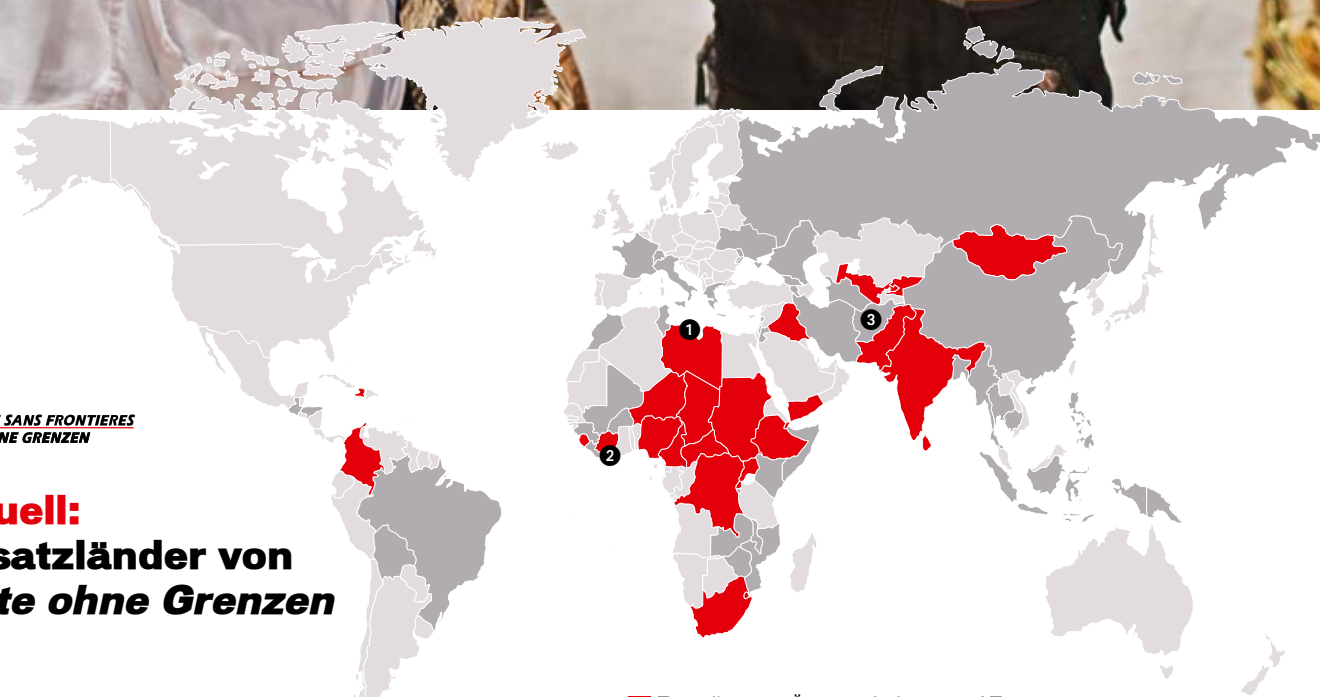 SANS FRONTIERES
NE GRENZEN
uell:
satzländer von
te ohne Grenzen
1
2
3